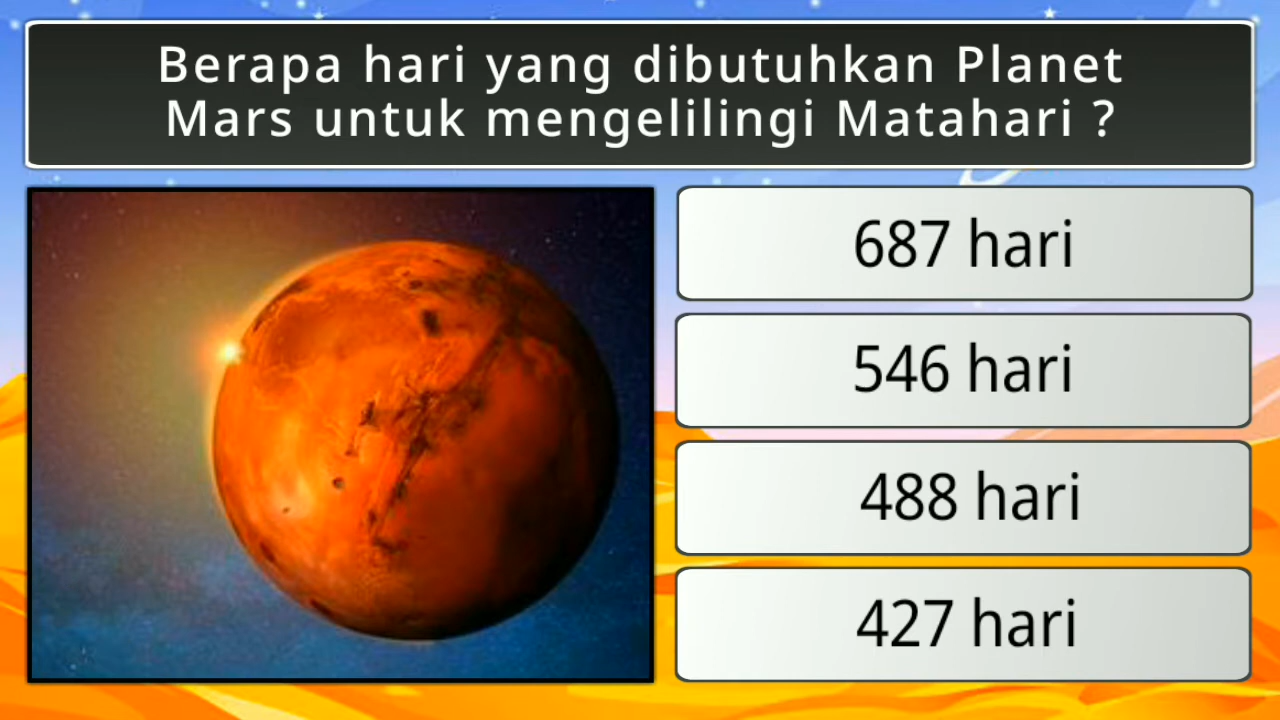 Berapa hari yang dibutuhkan Planet
Mars untuk mengelilingi Matahari ?
687 hari
546 hari
488 hari
427 hari